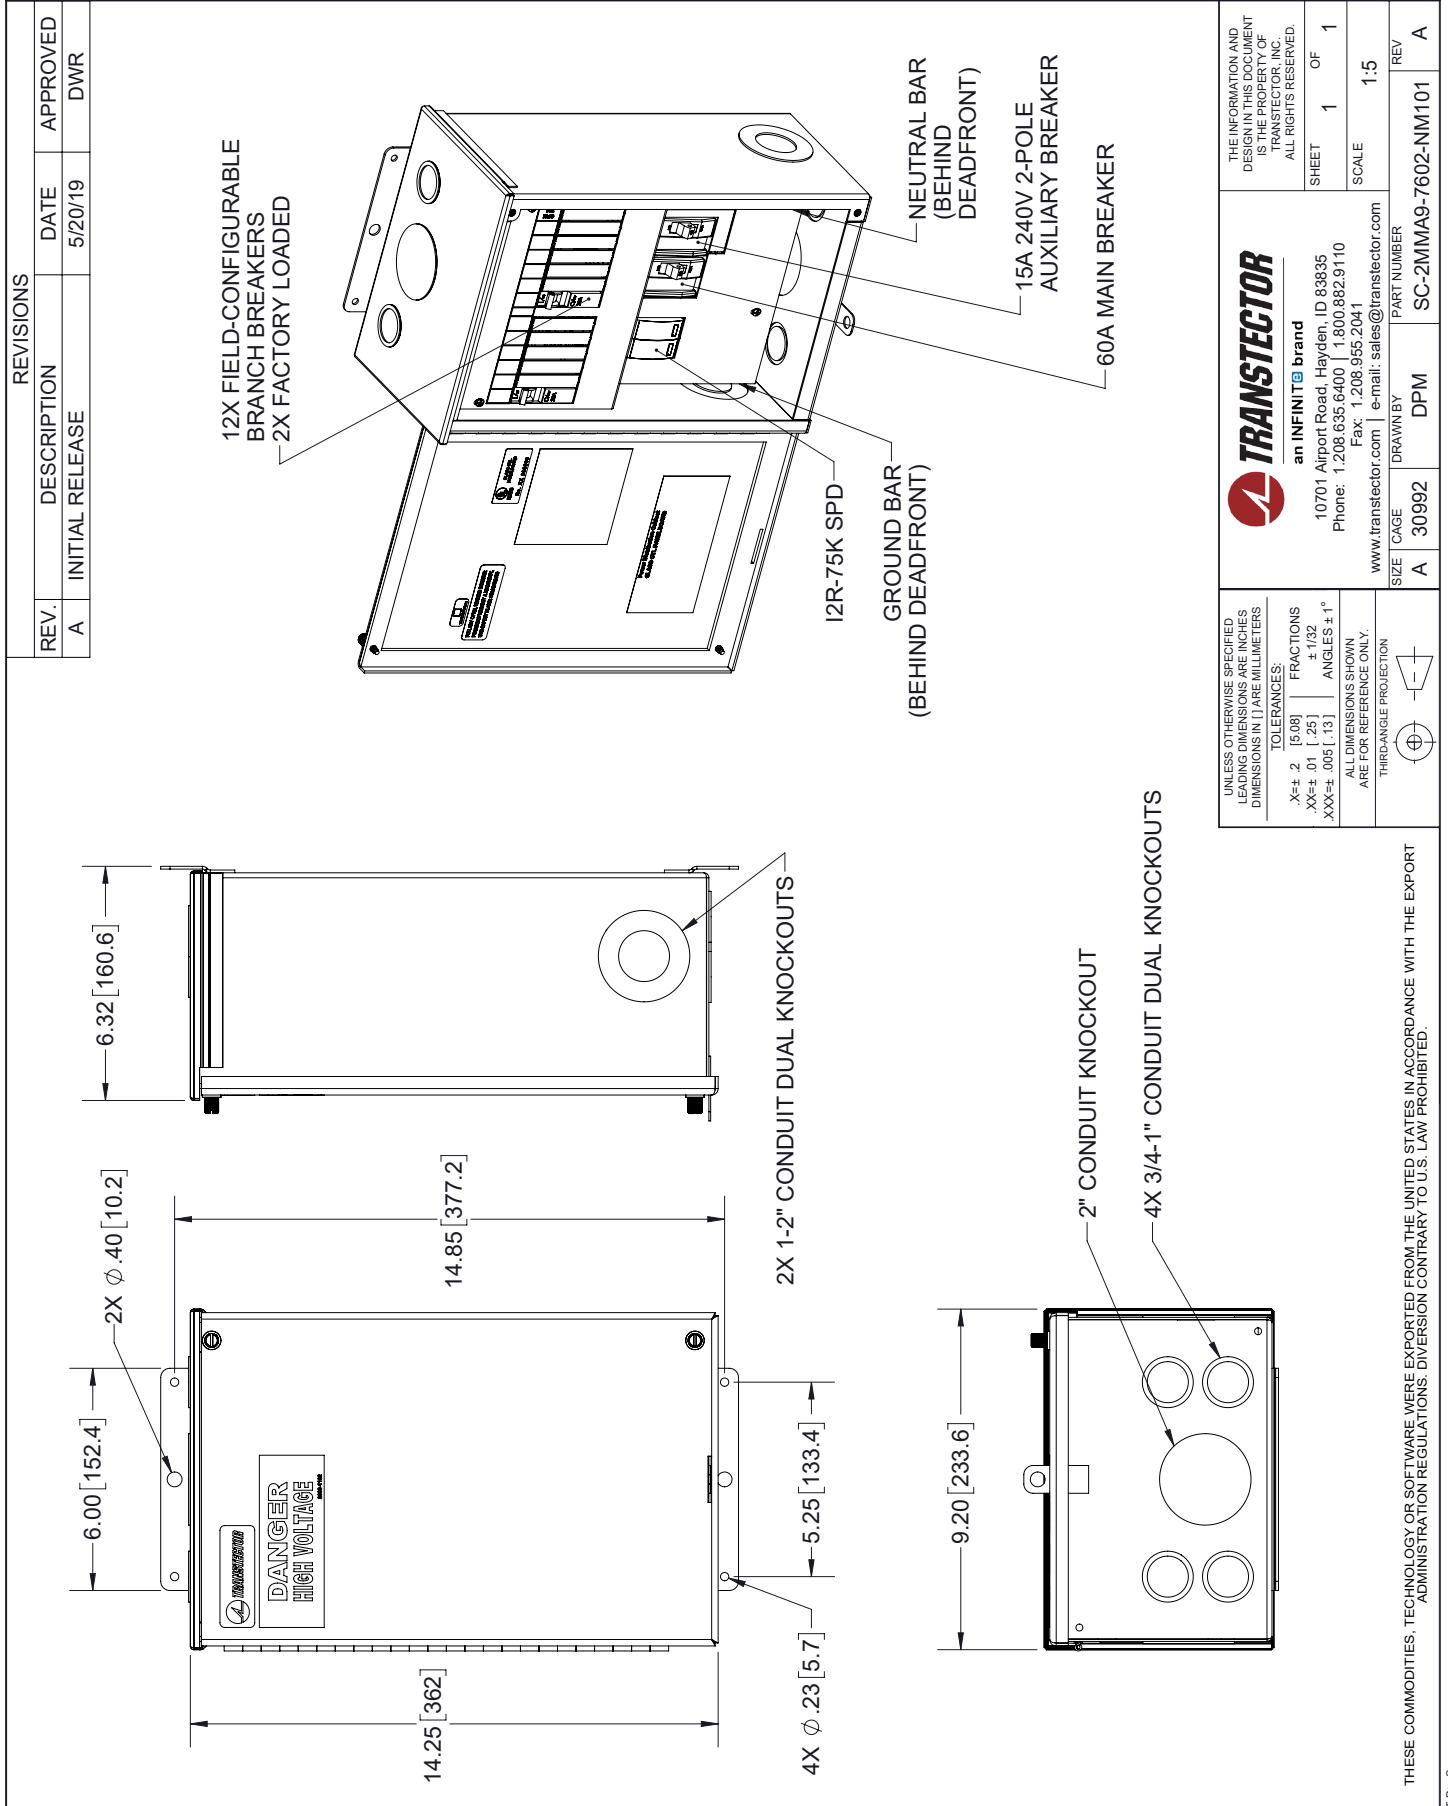 REVISIONS
REV. DESCRIPTION DATE APPROVED
A INITIAL RELEASE 5/20/19 DWR
6.00 [152.4]
2X ∅ .40 [10.2]
6.32 [160.6]
14.25 [362]
14.85 [377.2]
TRANSTECTOR
DANGER
HIGH VOLTAGE
4X ∅ .23 [5.7]
5.25 [133.4]
2X 1-2" CONDUIT DUAL KNOCKOUTS
12X FIELD-CONFIGURABLE
BRANCH BREAKERS
2X FACTORY LOADED
I2R-75K SPD
GROUND BAR
(BEHIND DEADFRONT)
NEUTRAL BAR
(BEHIND
DEADFRONT)
15A 240V 2-POLE
AUXILIARY BREAKER
60A MAIN BREAKER
9.20 [233.6]
2" CONDUIT KNOCKOUT
4X 3/4-1" CONDUIT DUAL KNOCKOUTS
UNLESS OTHERWISE SPECIFIED
LEADING DIMENSIONS ARE INCHES
DIMENSIONS IN [ ] ARE MILLIMETERS
TOLERANCES:
.X=± .2 [5.08] FRACTIONS
.XX=± .01 [ .25 ] ± 1/32
.XXX=± .005 [ .13 ] ANGLES ± 1°
ALL DIMENSIONS SHOWN
ARE FOR REFERENCE ONLY.
THIRD-ANGLE PROJECTION
TRANSTECTOR
an INFINITe brand
10701 Airport Road, Hayden, ID 83835
Phone: 1.208.635.6400 | 1.800.882.9110
Fax: 1.208.955.2041
www.transtector.com | e-mail: sales@transtector.com
THE INFORMATION AND
DESIGN IN THIS DOCUMENT
IS THE PROPERTY OF
TRANSTECTOR, INC.
ALL RIGHTS RESERVED.
SHEET 1 OF 1
SCALE 1:5
SIZE CAGE DRAWN BY PART NUMBER REV
A 30992 DPM SC-2MMA9-7602-NM101 A
THESE COMMODITIES, TECHNOLOGY OR SOFTWARE WERE EXPORTED FROM THE UNITED STATES IN ACCORDANCE WITH THE EXPORT
ADMINISTRATION REGULATIONS. DIVERSION CONTRARY TO U.S. LAW PROHIBITED.